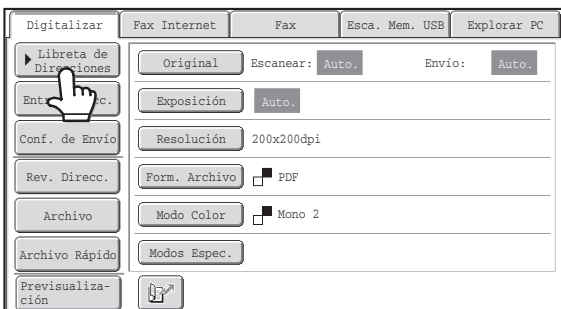 Digitalizar Fax Internet Fax Esca. Mem. USB Explorar PC
Libreta de
Direcciones
Original Escanear: Auto. Envío: Auto.
Exposición Auto.
Conf. de Envío Resolución 200x200dpi
Rev. Direcc. Form. Archivo PDF
Archivo Modo Color Mono 2
Archivo Rápido Modos Espec.
Previsualiza-
ción